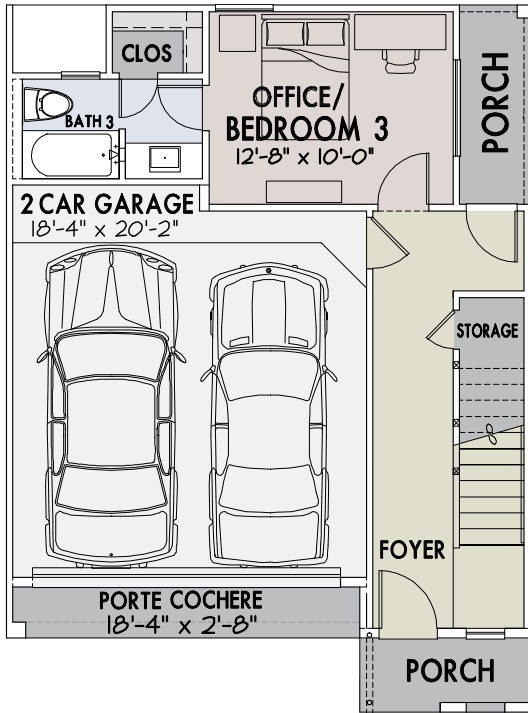 CLOS
PORCH
OFFICE/
BEDROOM 3
12'-8" x 10'-0"
BATH 3
2 CAR GARAGE
18'-4" x 20'-2"
STORAGE
FOYER
PORTE COCHERE
18'-4" x 2'-8"
PORCH